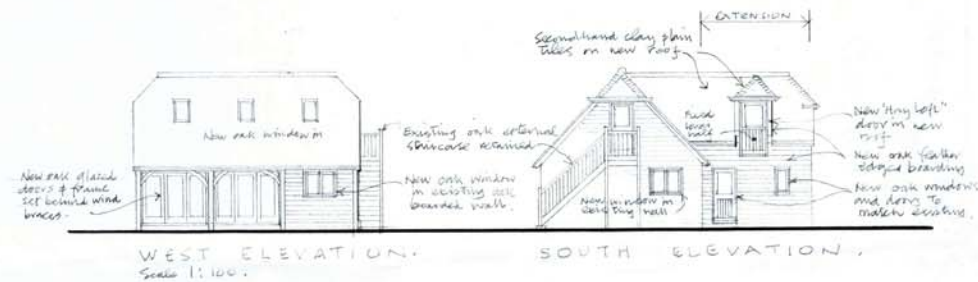 EXTENSION
Secondhand clay plain
tiles on new roof
New oak window in
Existing oak external
staircase retained
New oak glazed
doors & frame
set behind wind
braces.
New oak window
in existing oak
boarded wall.
New window in
existing wall
Fixed
lower
half
New "Hay Loft"
door in new
roof
New oak feather
edged boarding
New oak windows
and doors to
match existing.
WEST ELEVATION.
Scale 1:100.
SOUTH ELEVATION.